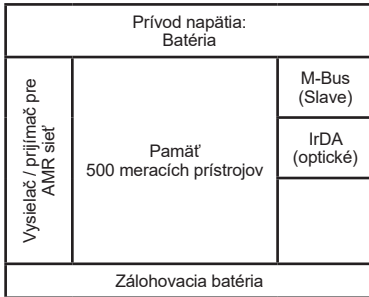 Prívod napätia:
Batéria
Vysielač / prijímač pre
AMR sieť
Pamäť
500 meracích prístrojov
M-Bus
(Slave)
IrDA
(optické)
Zálohovacia batéria